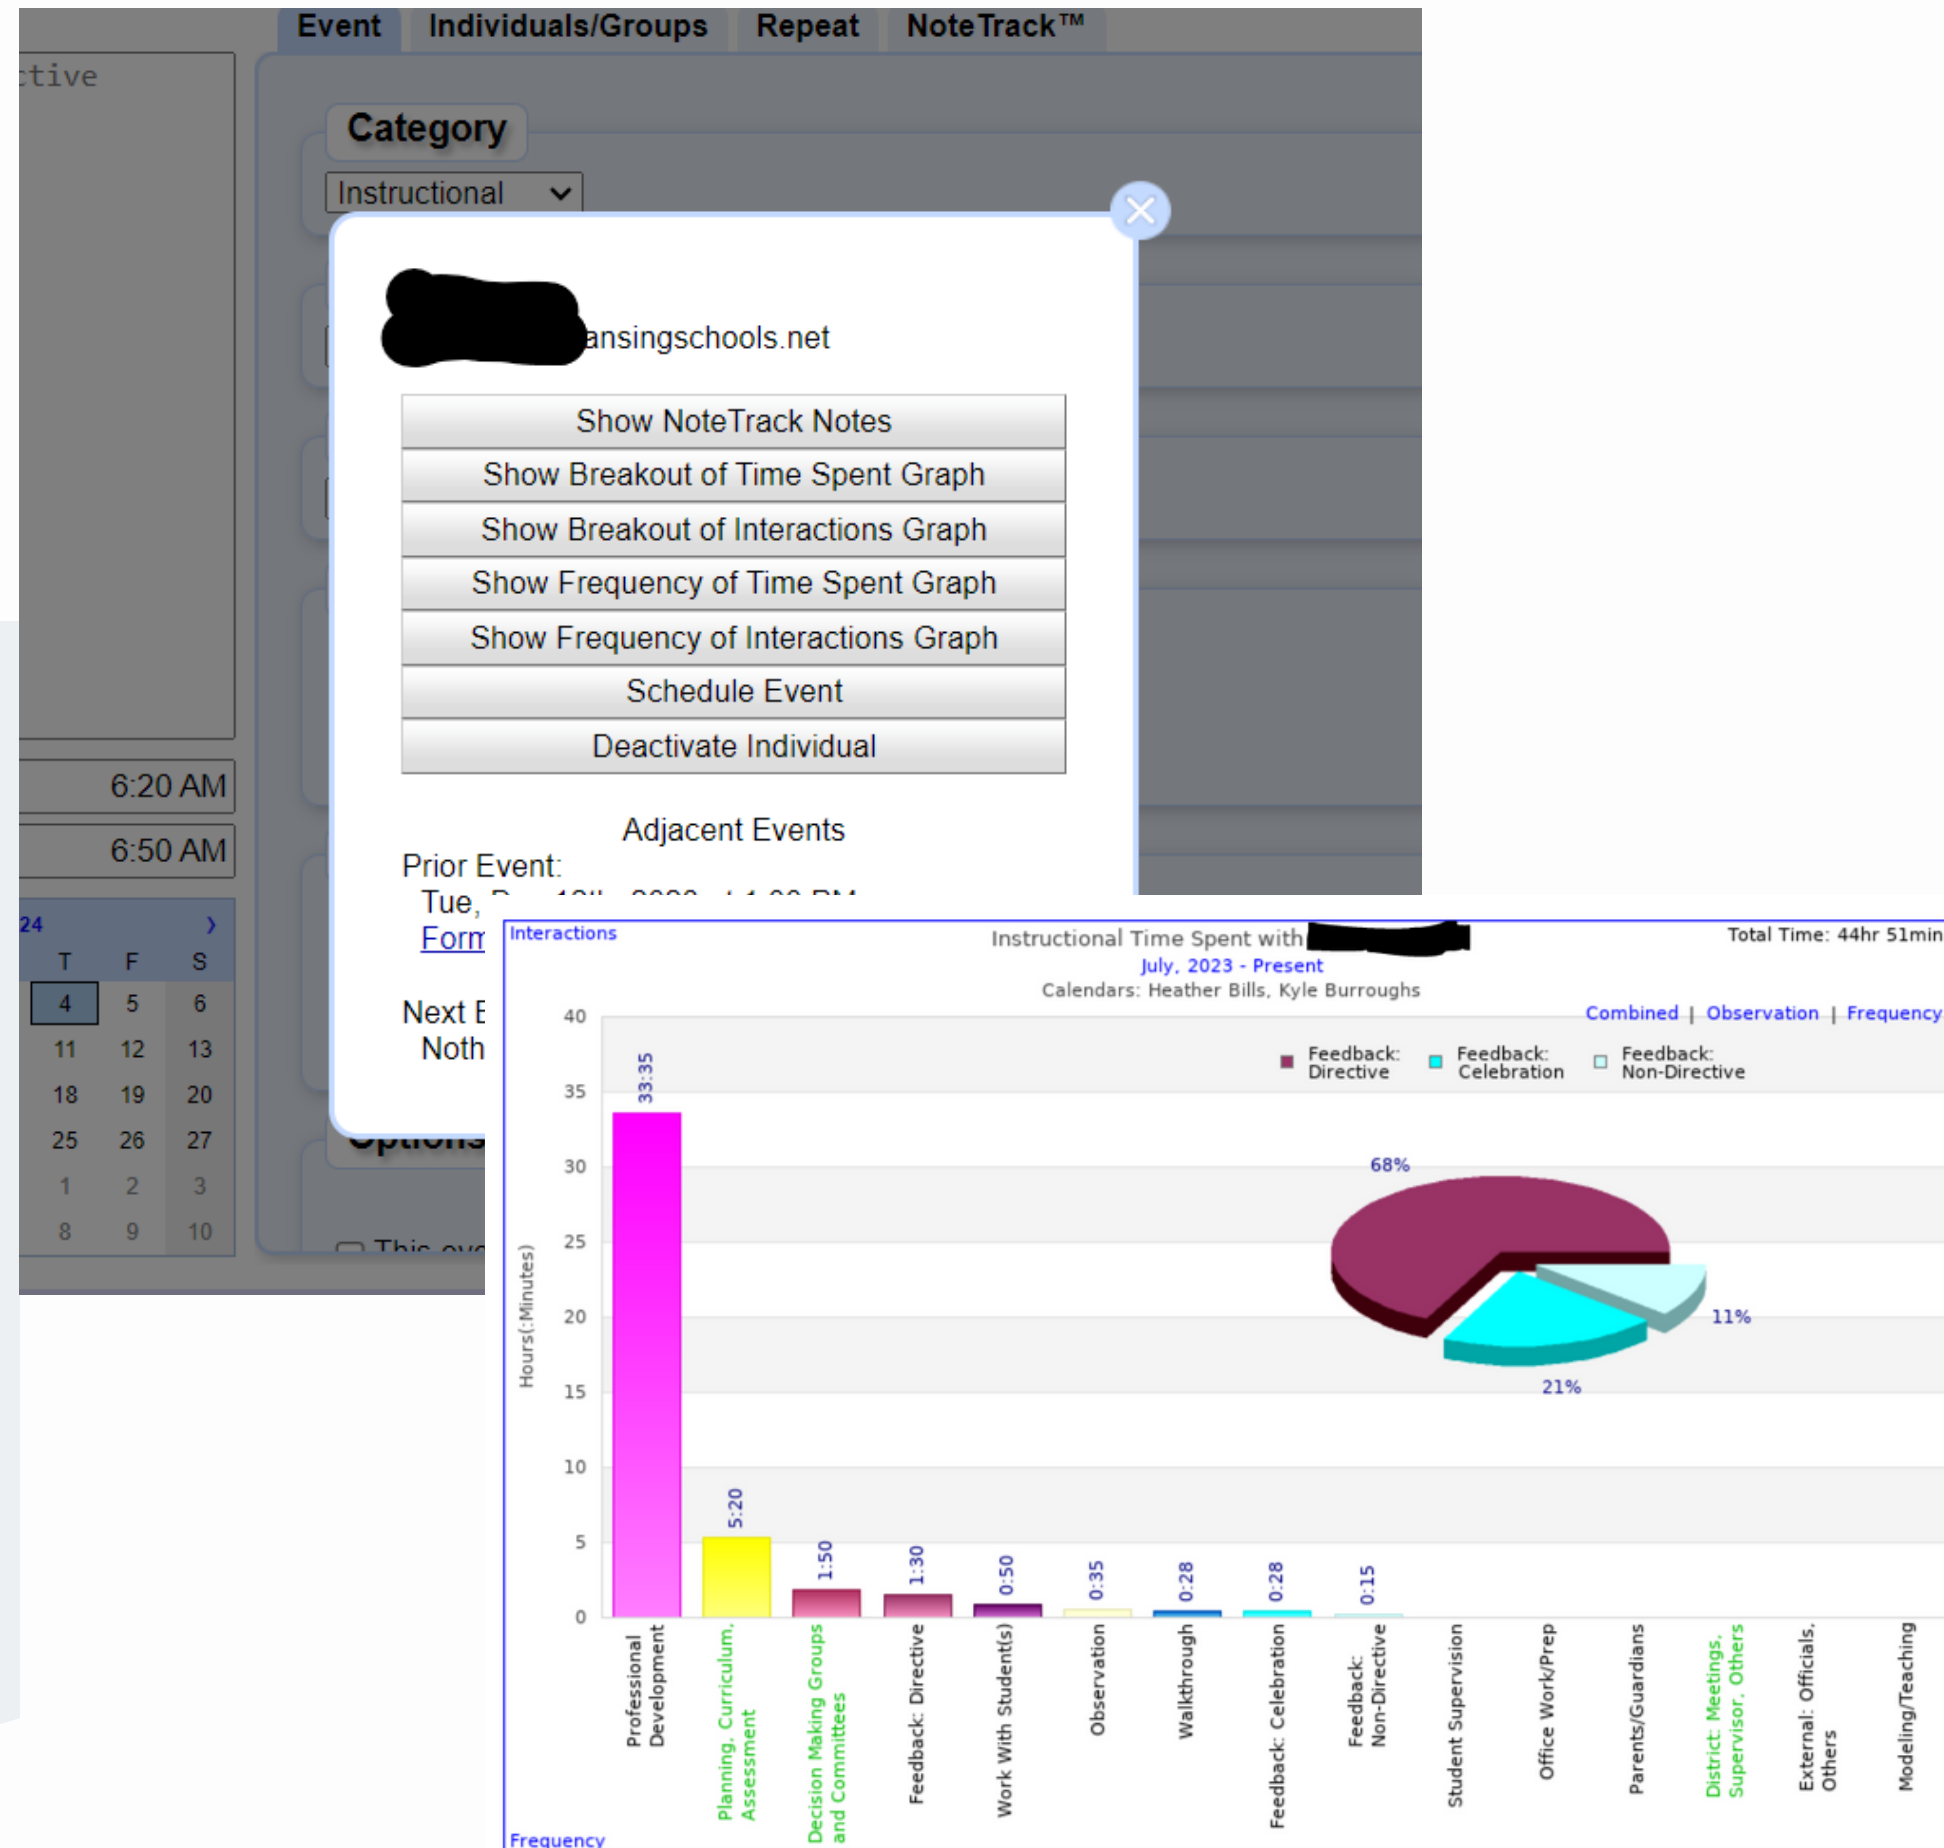 Event Individuals/Groups Repeat NoteTrack™
ctive
Category
Instructional
ansingschools.net
Show NoteTrack Notes
Show Breakout of Time Spent Graph
Show Breakout of Interactions Graph
Show Frequency of Time Spent Graph
Show Frequency of Interactions Graph
Schedule Event
Deactivate Individual
6:20 AM
6:50 AM
Adjacent Events
Prior Event:
Tue,
Form
Next E
Noth
24
T F S
4 5 6
11 12 13
18 19 20
25 26 27
1 2 3
8 9 10
Options
This eve
Interactions
Instructional Time Spent with
Total Time: 44hr 51min
July, 2023 - Present
Calendars: Heather Bills, Kyle Burroughs
Combined | Observation | Frequency
Feedback:
Directive
Feedback:
Celebration
Feedback:
Non-Directive
68%
11%
21%
Hours(:Minutes)
40
35
30
25
20
15
10
5
0
33:35
5:20
1:50
1:30
0:50
0:35
0:28
0:28
0:15
Professional
Development
Planning, Curriculum,
Assessment
Decision Making Groups
and Committees
Feedback: Directive
Work With Student(s)
Observation
Walkthrough
Feedback: Celebration
Feedback:
Non-Directive
Student Supervision
Office Work/Prep
Parents/Guardians
District: Meetings,
Supervisor, Others
External: Officials,
Others
Modeling/Teaching
Frequency